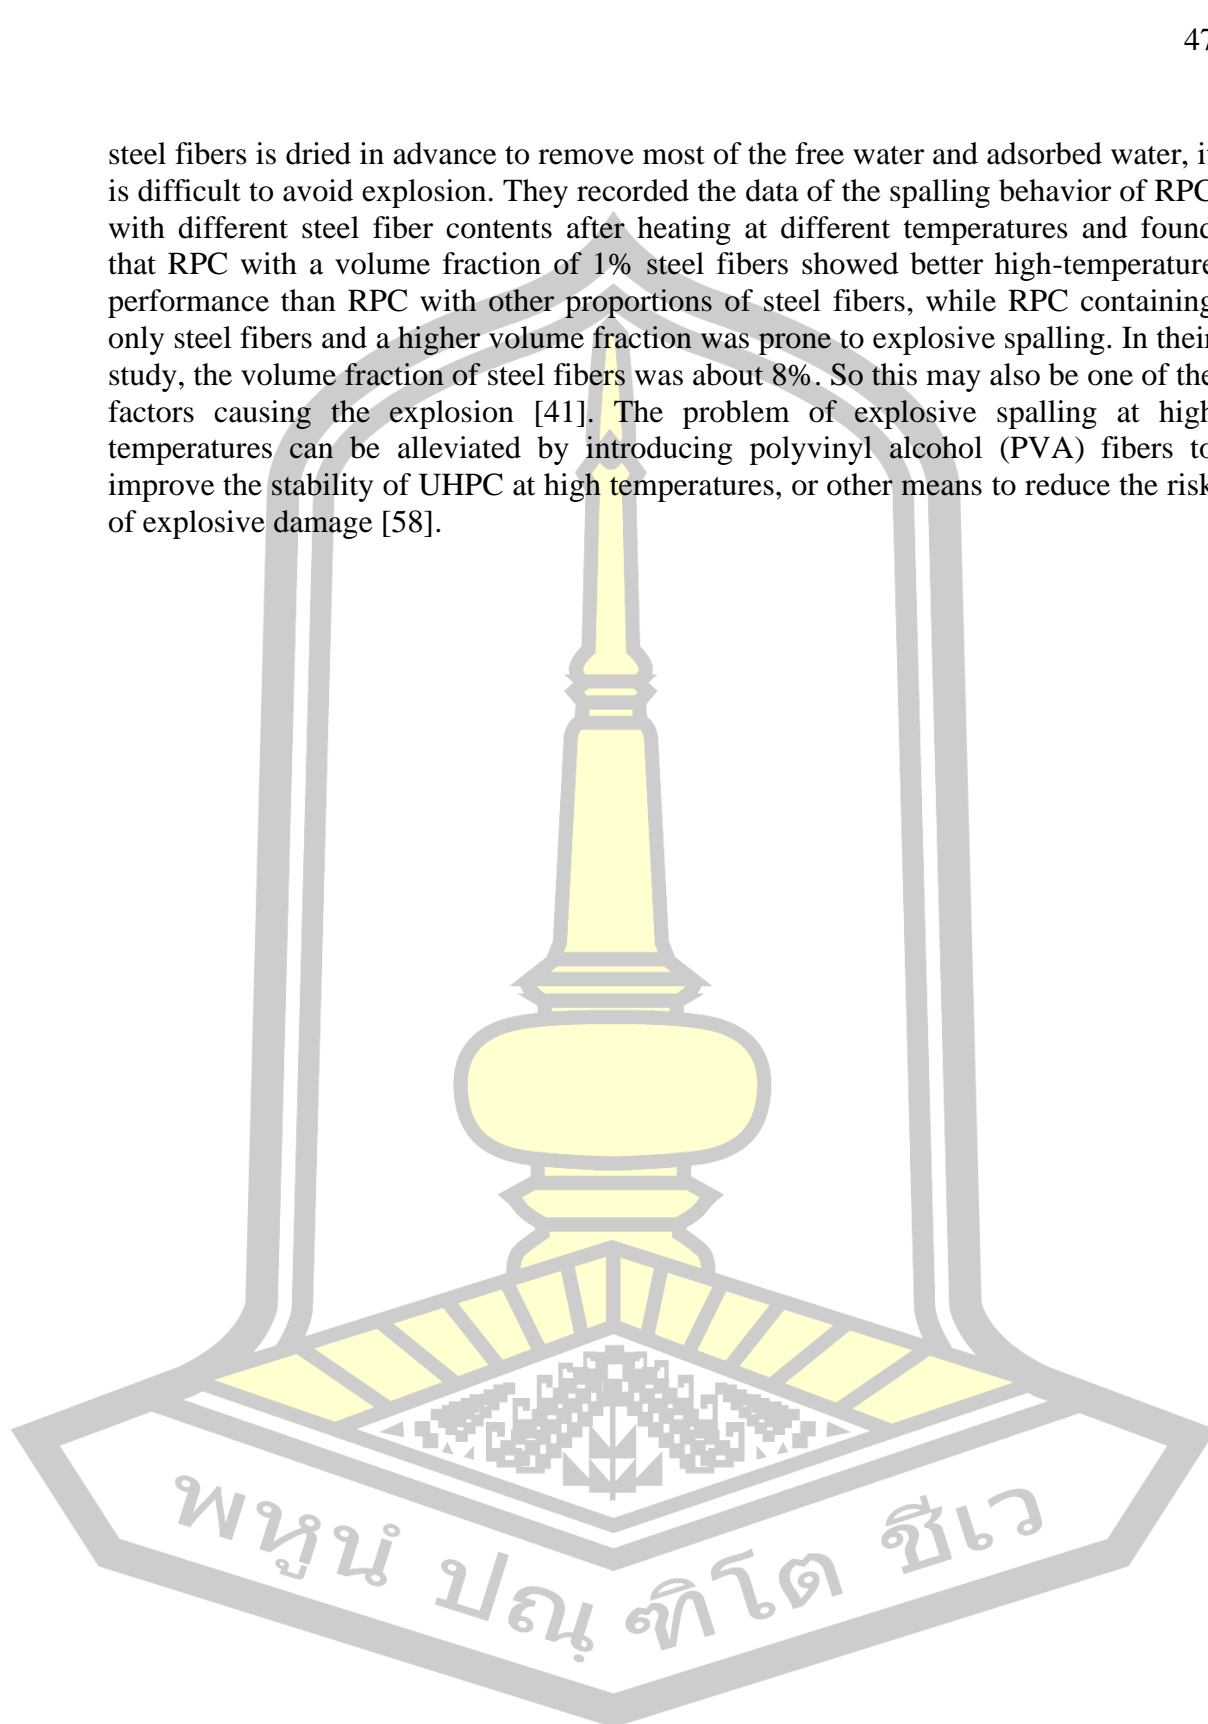 47
steel fibers is dried in advance to remove most of the free water and adsorbed water, it
is difficult to avoid explosion. They recorded the data of the spalling behavior of RPC
with different steel fiber contents after heating at different temperatures and found
that RPC with a volume fraction of 1% steel fibers showed better high-temperature
performance than RPC with other proportions of steel fibers, while RPC containing
only steel fibers and a higher volume fraction was prone to explosive spalling. In their
study, the volume fraction of steel fibers was about 8%. So this may also be one of the
factors causing the explosion [41]. The problem of explosive spalling at high
temperatures can be alleviated by introducing polyvinyl alcohol (PVA) fibers to
improve the stability of UHPC at high temperatures, or other means to reduce the risk
of explosive damage [58].
พหูนํ ปณฺฑิโต ชีเว